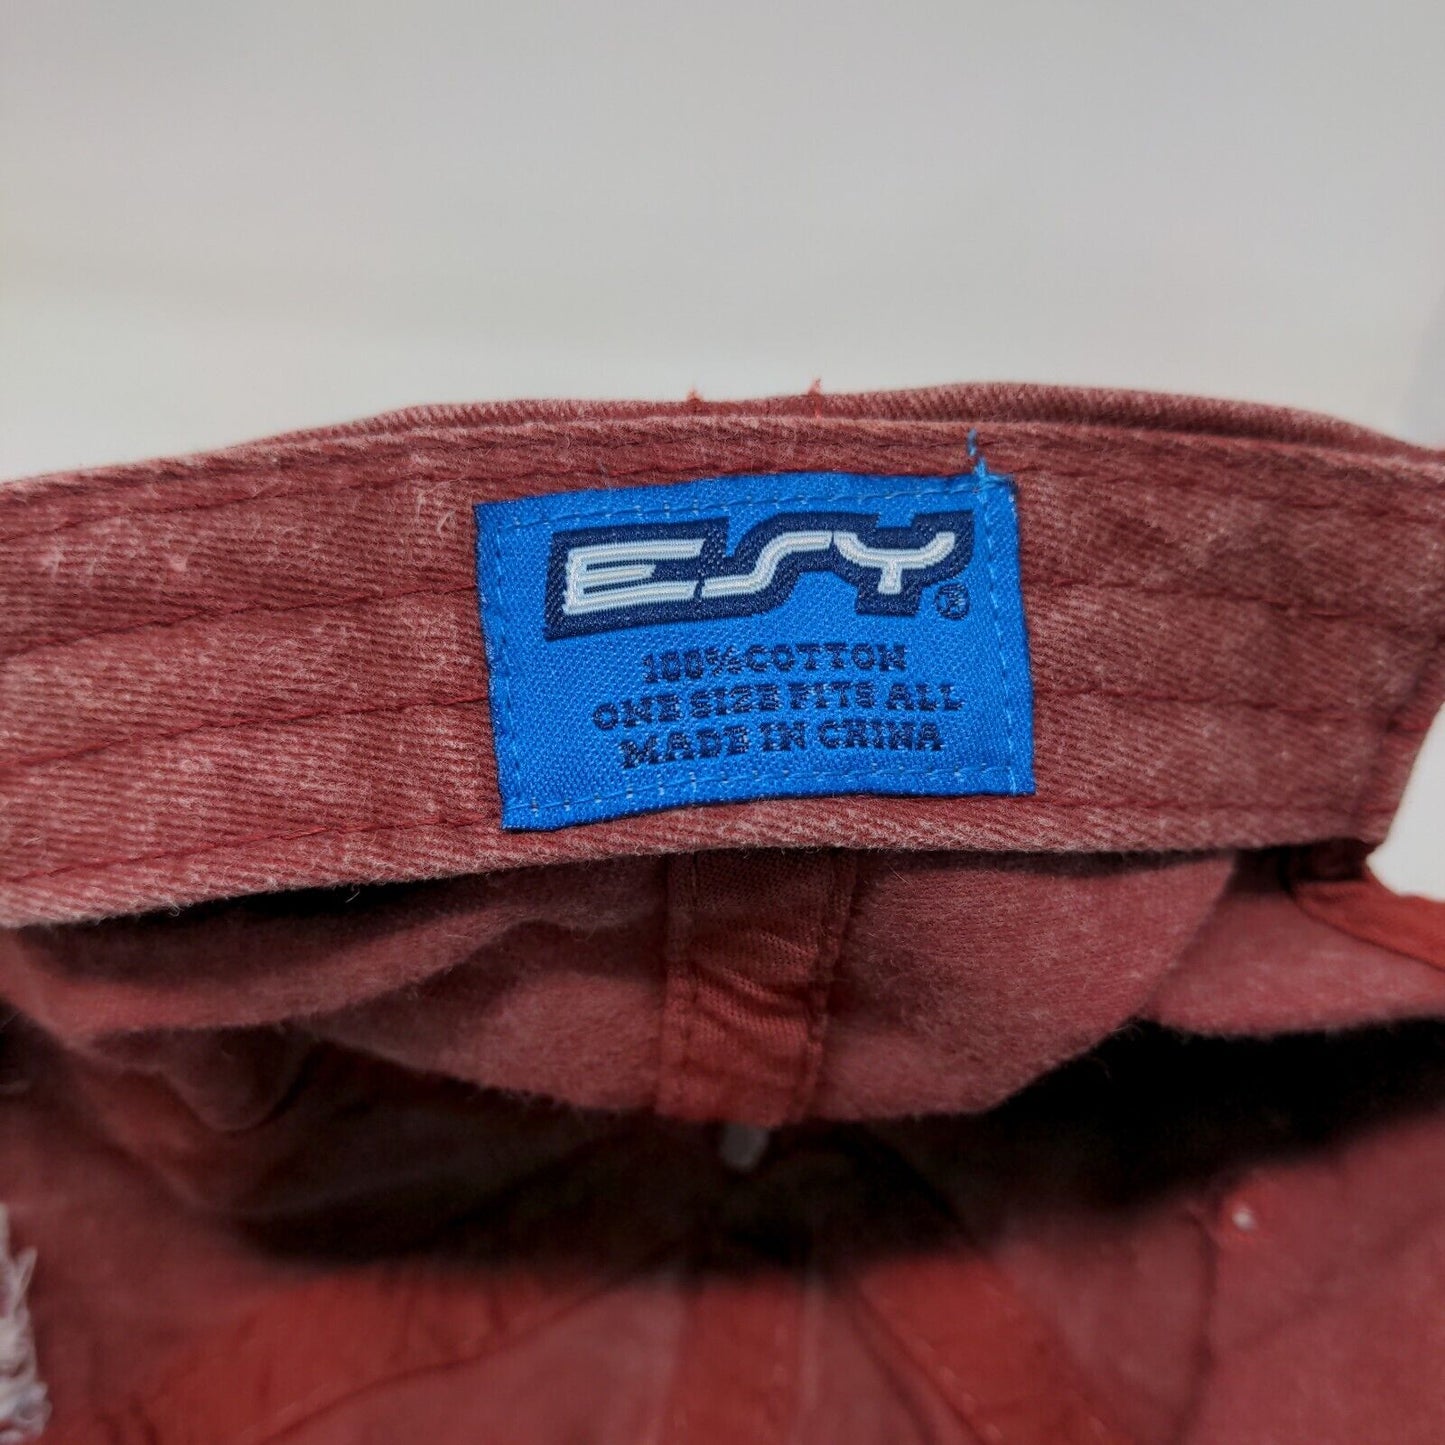 ESY®
100% COTTON
ONE SIZE FITS ALL
MADE IN CHINA